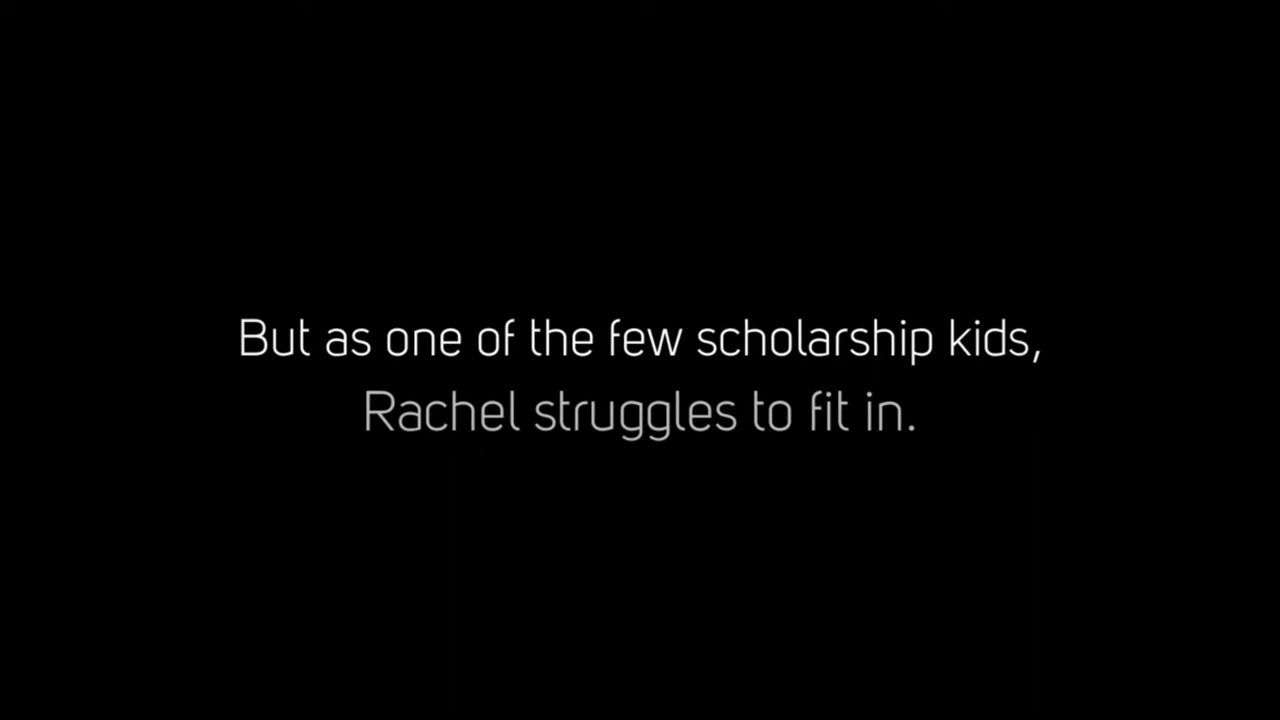 But as one of the few scholarship kids,
Rachel struggles to fit in.